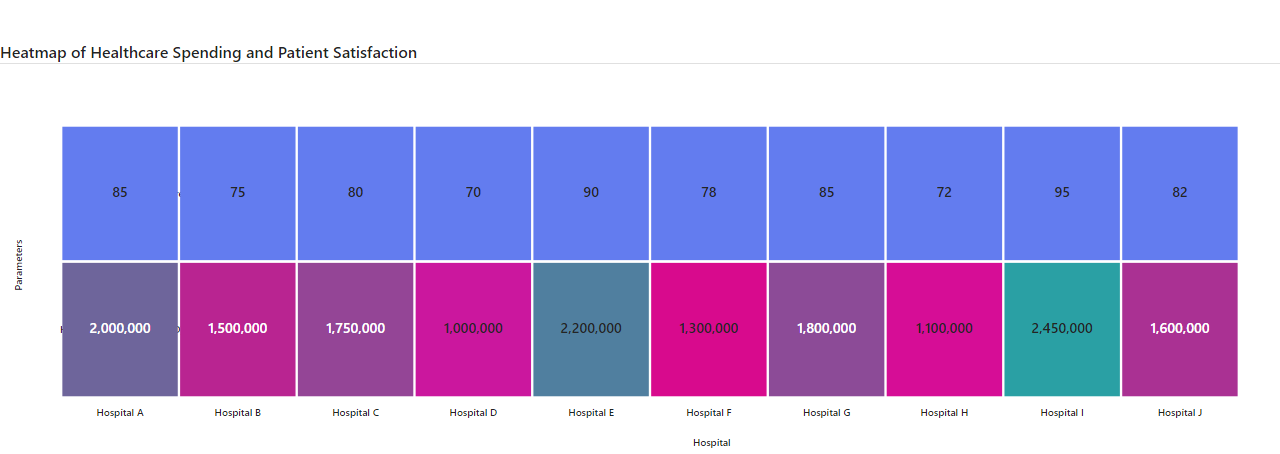 Heatmap of Healthcare Spending and Patient Satisfaction
85 75 80 70 90 78 85 72 95 82
Parameters
2,000,000 1,500,000 1,750,000 1,000,000 2,200,000 1,300,000 1,800,000 1,100,000 2,450,000 1,600,000
Hospital A Hospital B Hospital C Hospital D Hospital E Hospital F Hospital G Hospital H Hospital I Hospital J
Hospital